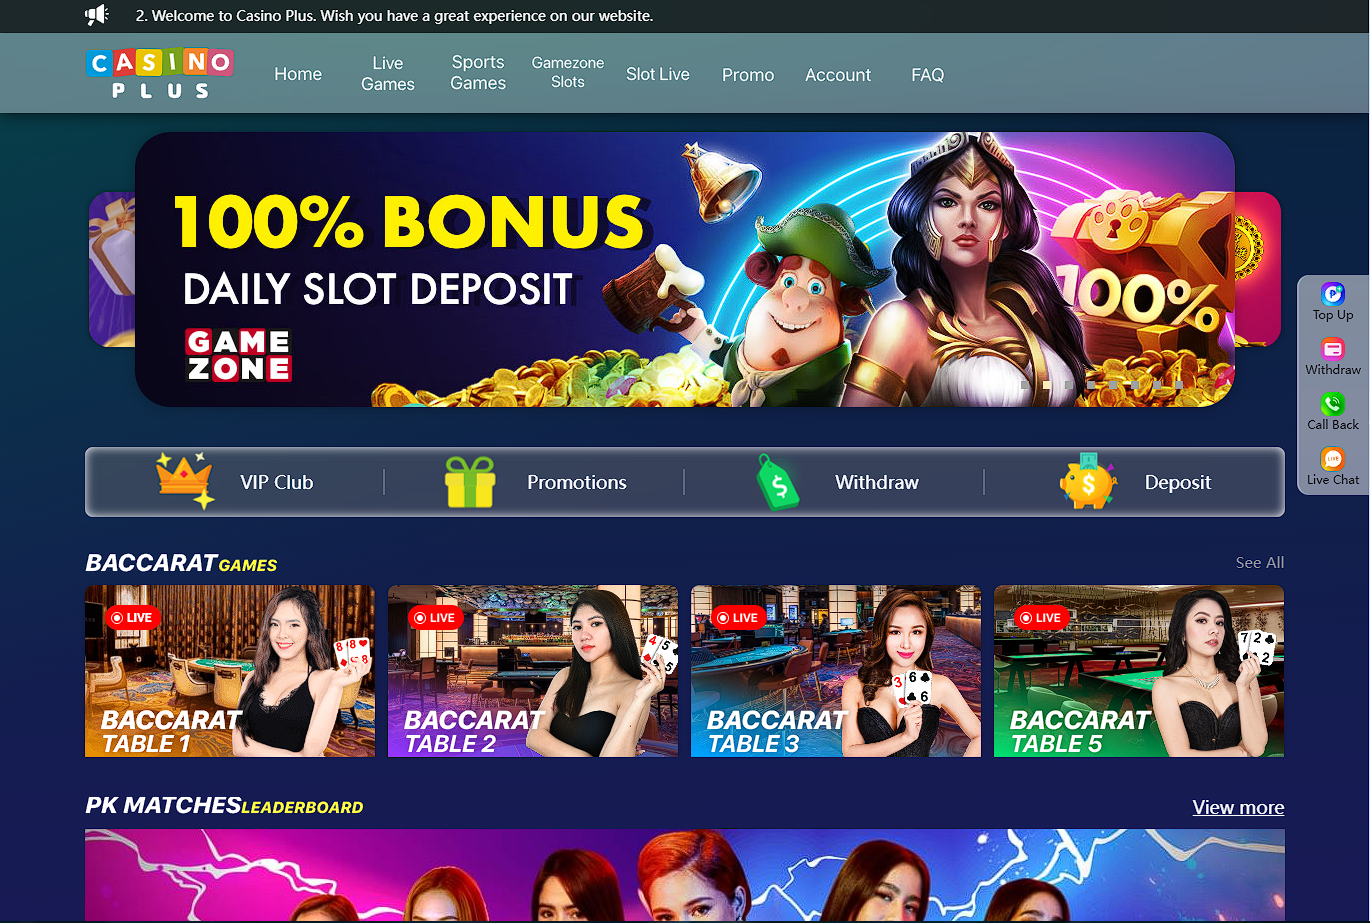 2. Welcome to Casino Plus. Wish you have a great experience on our website.
CASINO
PLUS
Home
Live
Games
Sports
Games
Gamezone
Slots
Slot Live
Promo
Account
FAQ
100% BONUS
DAILY SLOT DEPOSIT
GAME
ZONE
100%
Top Up
Withdraw
Call Back
LIVE
Live Chat
VIP Club
Promotions
Withdraw
Deposit
BACCARAT GAMES
See All
LIVE
BACCARAT
TABLE 1
LIVE
BACCARAT
TABLE 2
LIVE
BACCARAT
TABLE 3
LIVE
BACCARAT
TABLE 5
PK MATCHES LEADERBOARD
View more